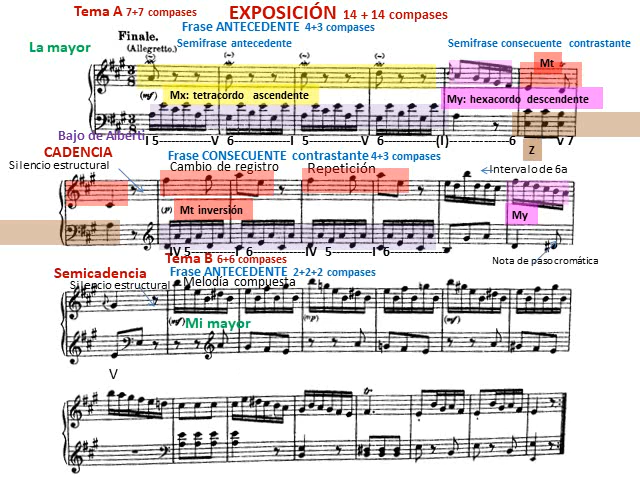 Tema A 7+7 compases
EXPOSICIÓN 14 + 14 compases
Frase ANTECEDENTE 4+3 compases
La mayor
Finale.
(Allegretto.)
Semifrase antecedente
Semifrase consecuente contrastante
Mt
(mf)
Mx: tetracordo ascendente
My: hexacordo descendente
Bajo de Alberti
I 5------------V 6-----------I 5-----------V 6-----(I)-----------6 V 7
Z
CADENCIA
Silencio estructural
Frase CONSECUENTE contrastante 4+3 compases
Cambio de registro
Repetición
Intervalo de 6a
(p)
Mt inversión
My
IV 5----------I 6----------IV 5----------I 6
Nota de paso cromática
Tema B 6+6 compases
Semicadencia
Frase ANTECEDENTE 2+2+2 compases
Silencio estructural
Melodía compuesta
(mf)
Mi mayor
(mp)
(mf)
V